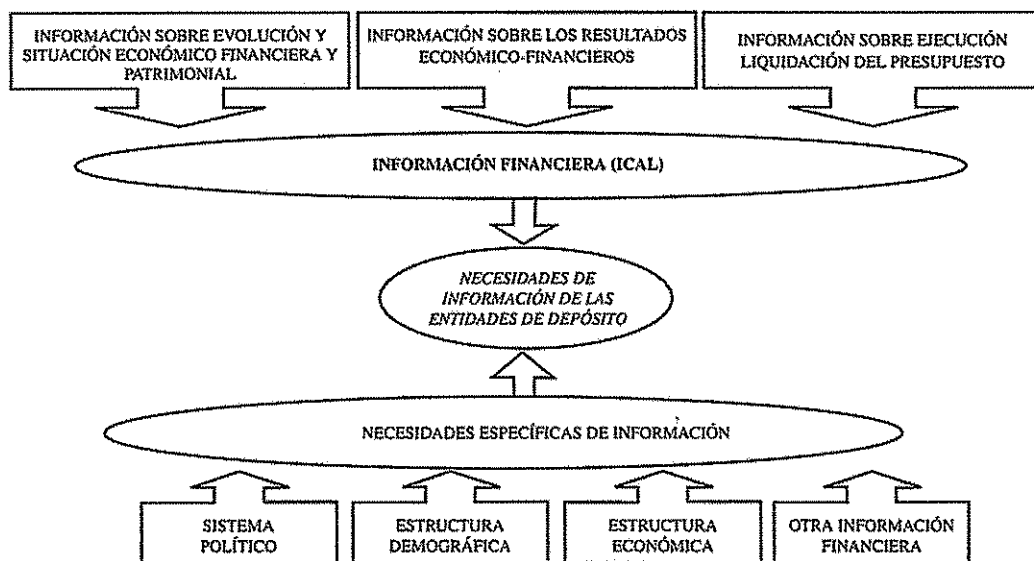 INFORMACIÓN SOBRE EVOLUCIÓN Y
SITUACIÓN ECONÓMICO FINANCIERA Y
PATRIMONIAL
INFORMACIÓN SOBRE LOS RESULTADOS
ECONÓMICO-FINANCIEROS
INFORMACIÓN SOBRE EJECUCIÓN
LIQUIDACIÓN DEL PRESUPUESTO
INFORMACIÓN FINANCIERA (ICAL)
NECESIDADES DE
INFORMACIÓN DE LAS
ENTIDADES DE DEPÓSITO
NECESIDADES ESPECÍFICAS DE INFORMACIÓN
SISTEMA
POLÍTICO
ESTRUCTURA
DEMOGRÁFICA
ESTRUCTURA
ECONÓMICA
OTRA INFORMACIÓN
FINANCIERA